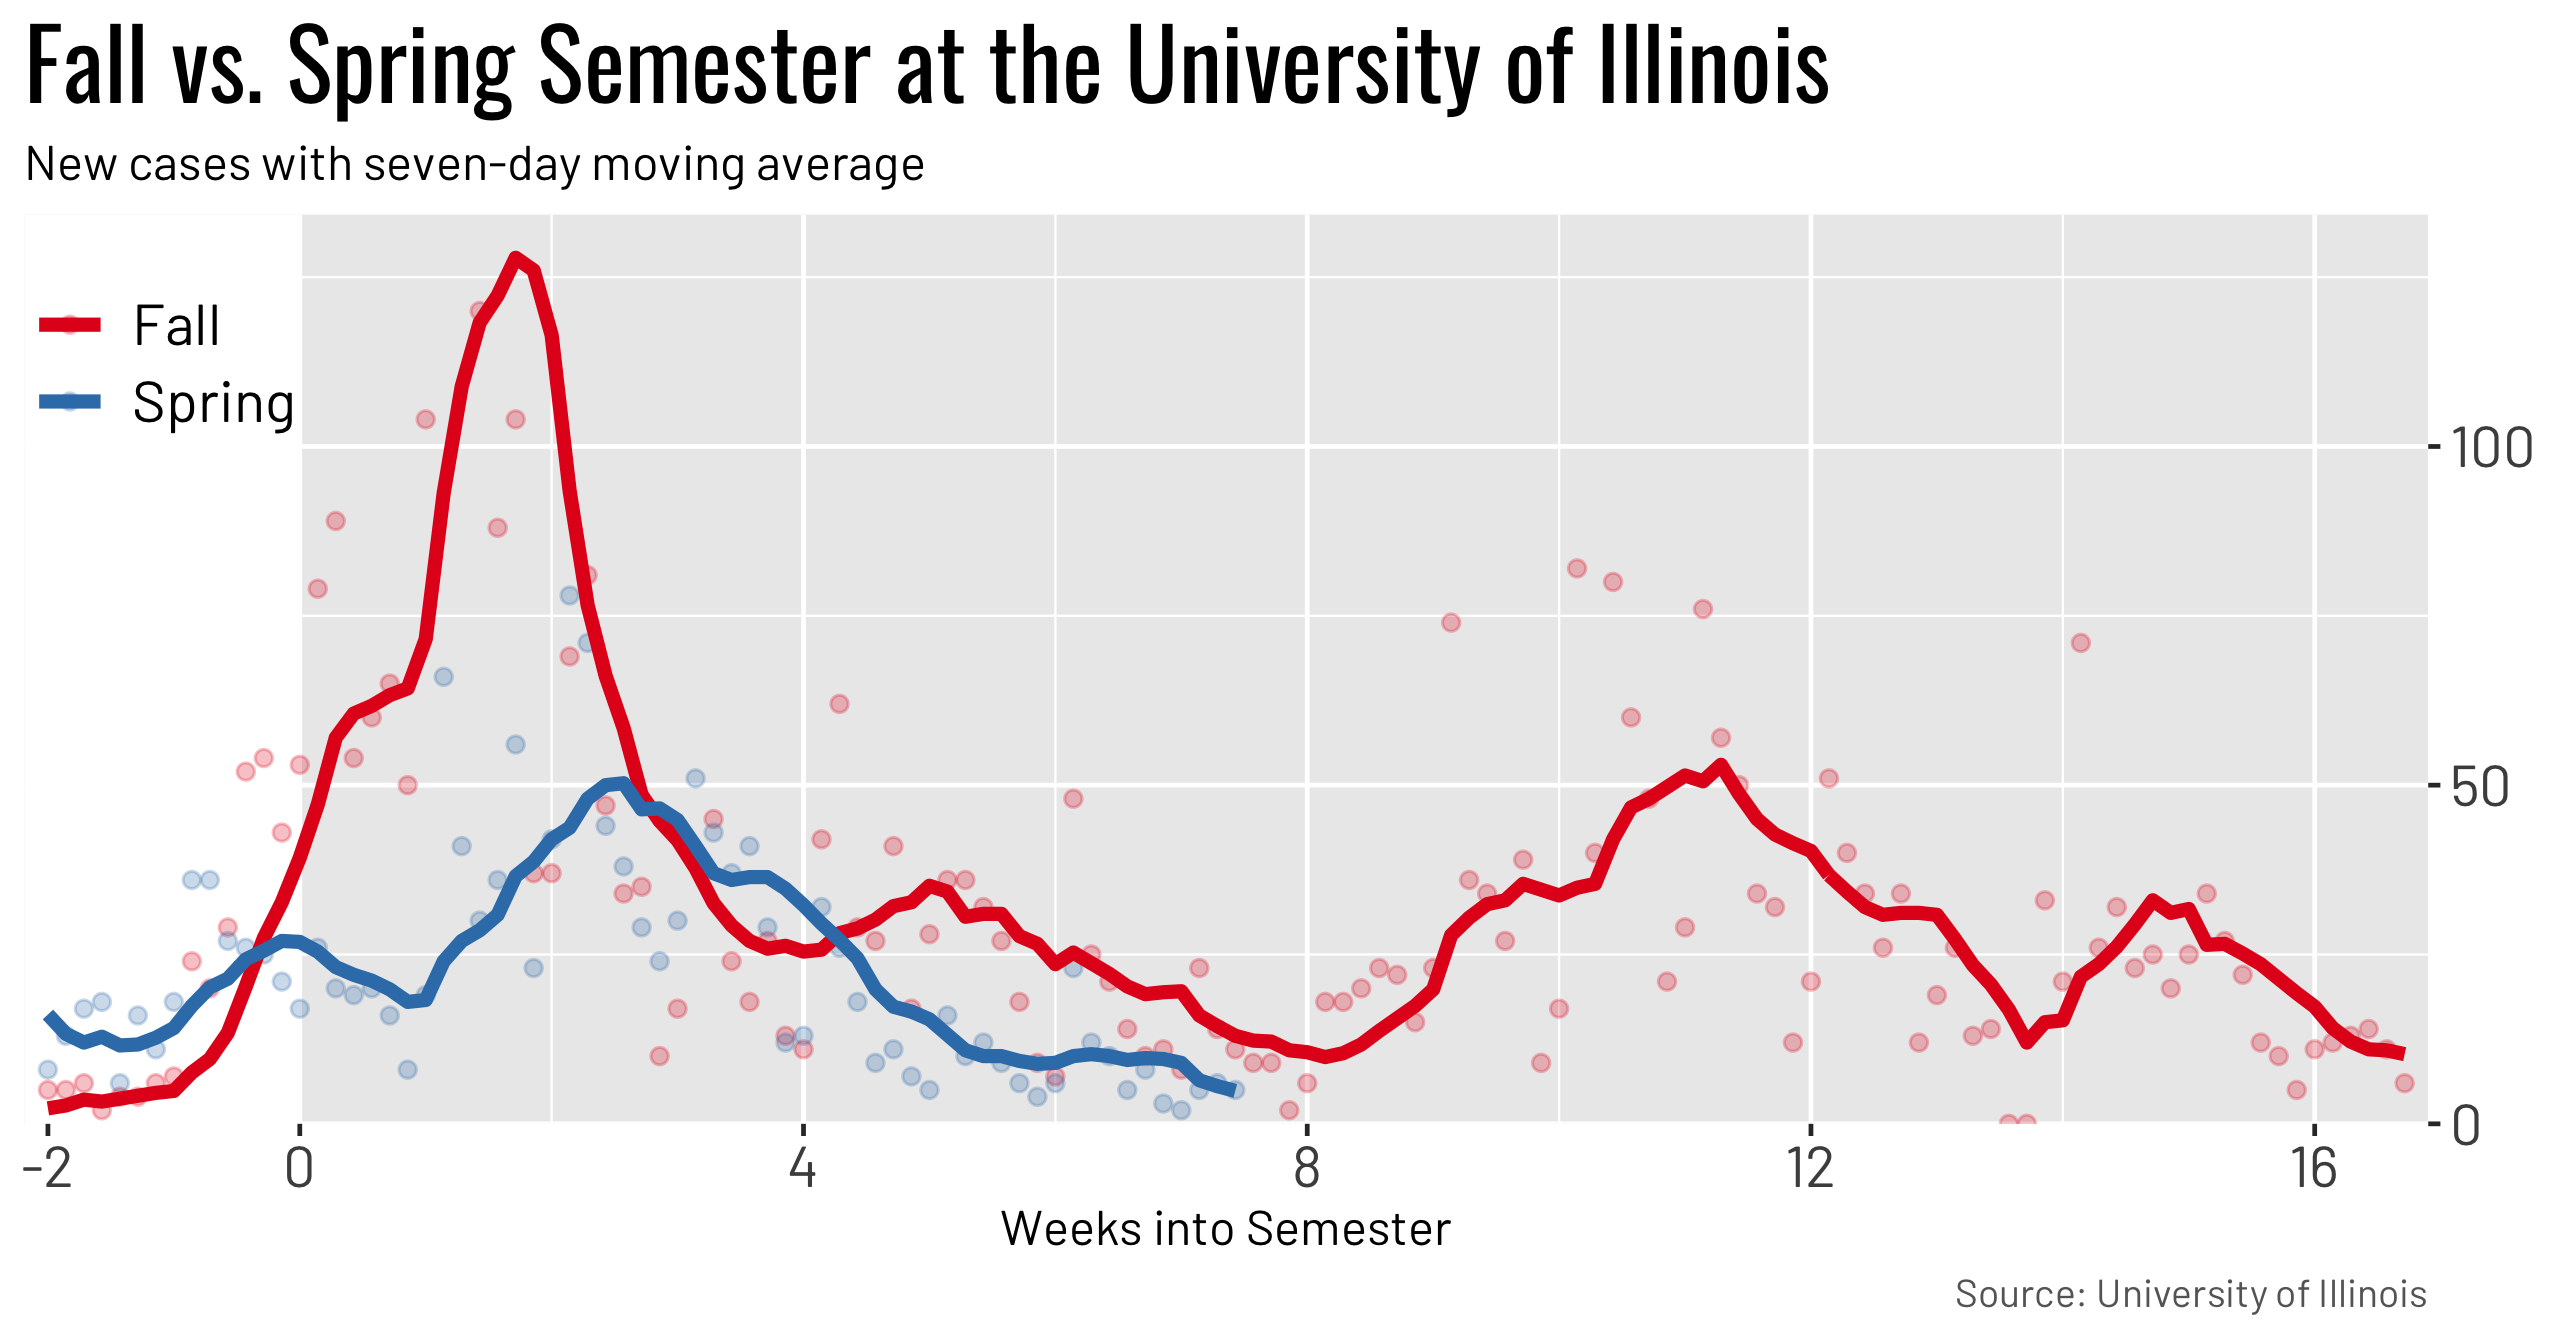 Fall vs. Spring Semester at the University of Illinois
New cases with seven-day moving average
Fall
Spring
100
50
0
-2 0 4 8 12 16
Weeks into Semester
Source: University of Illinois